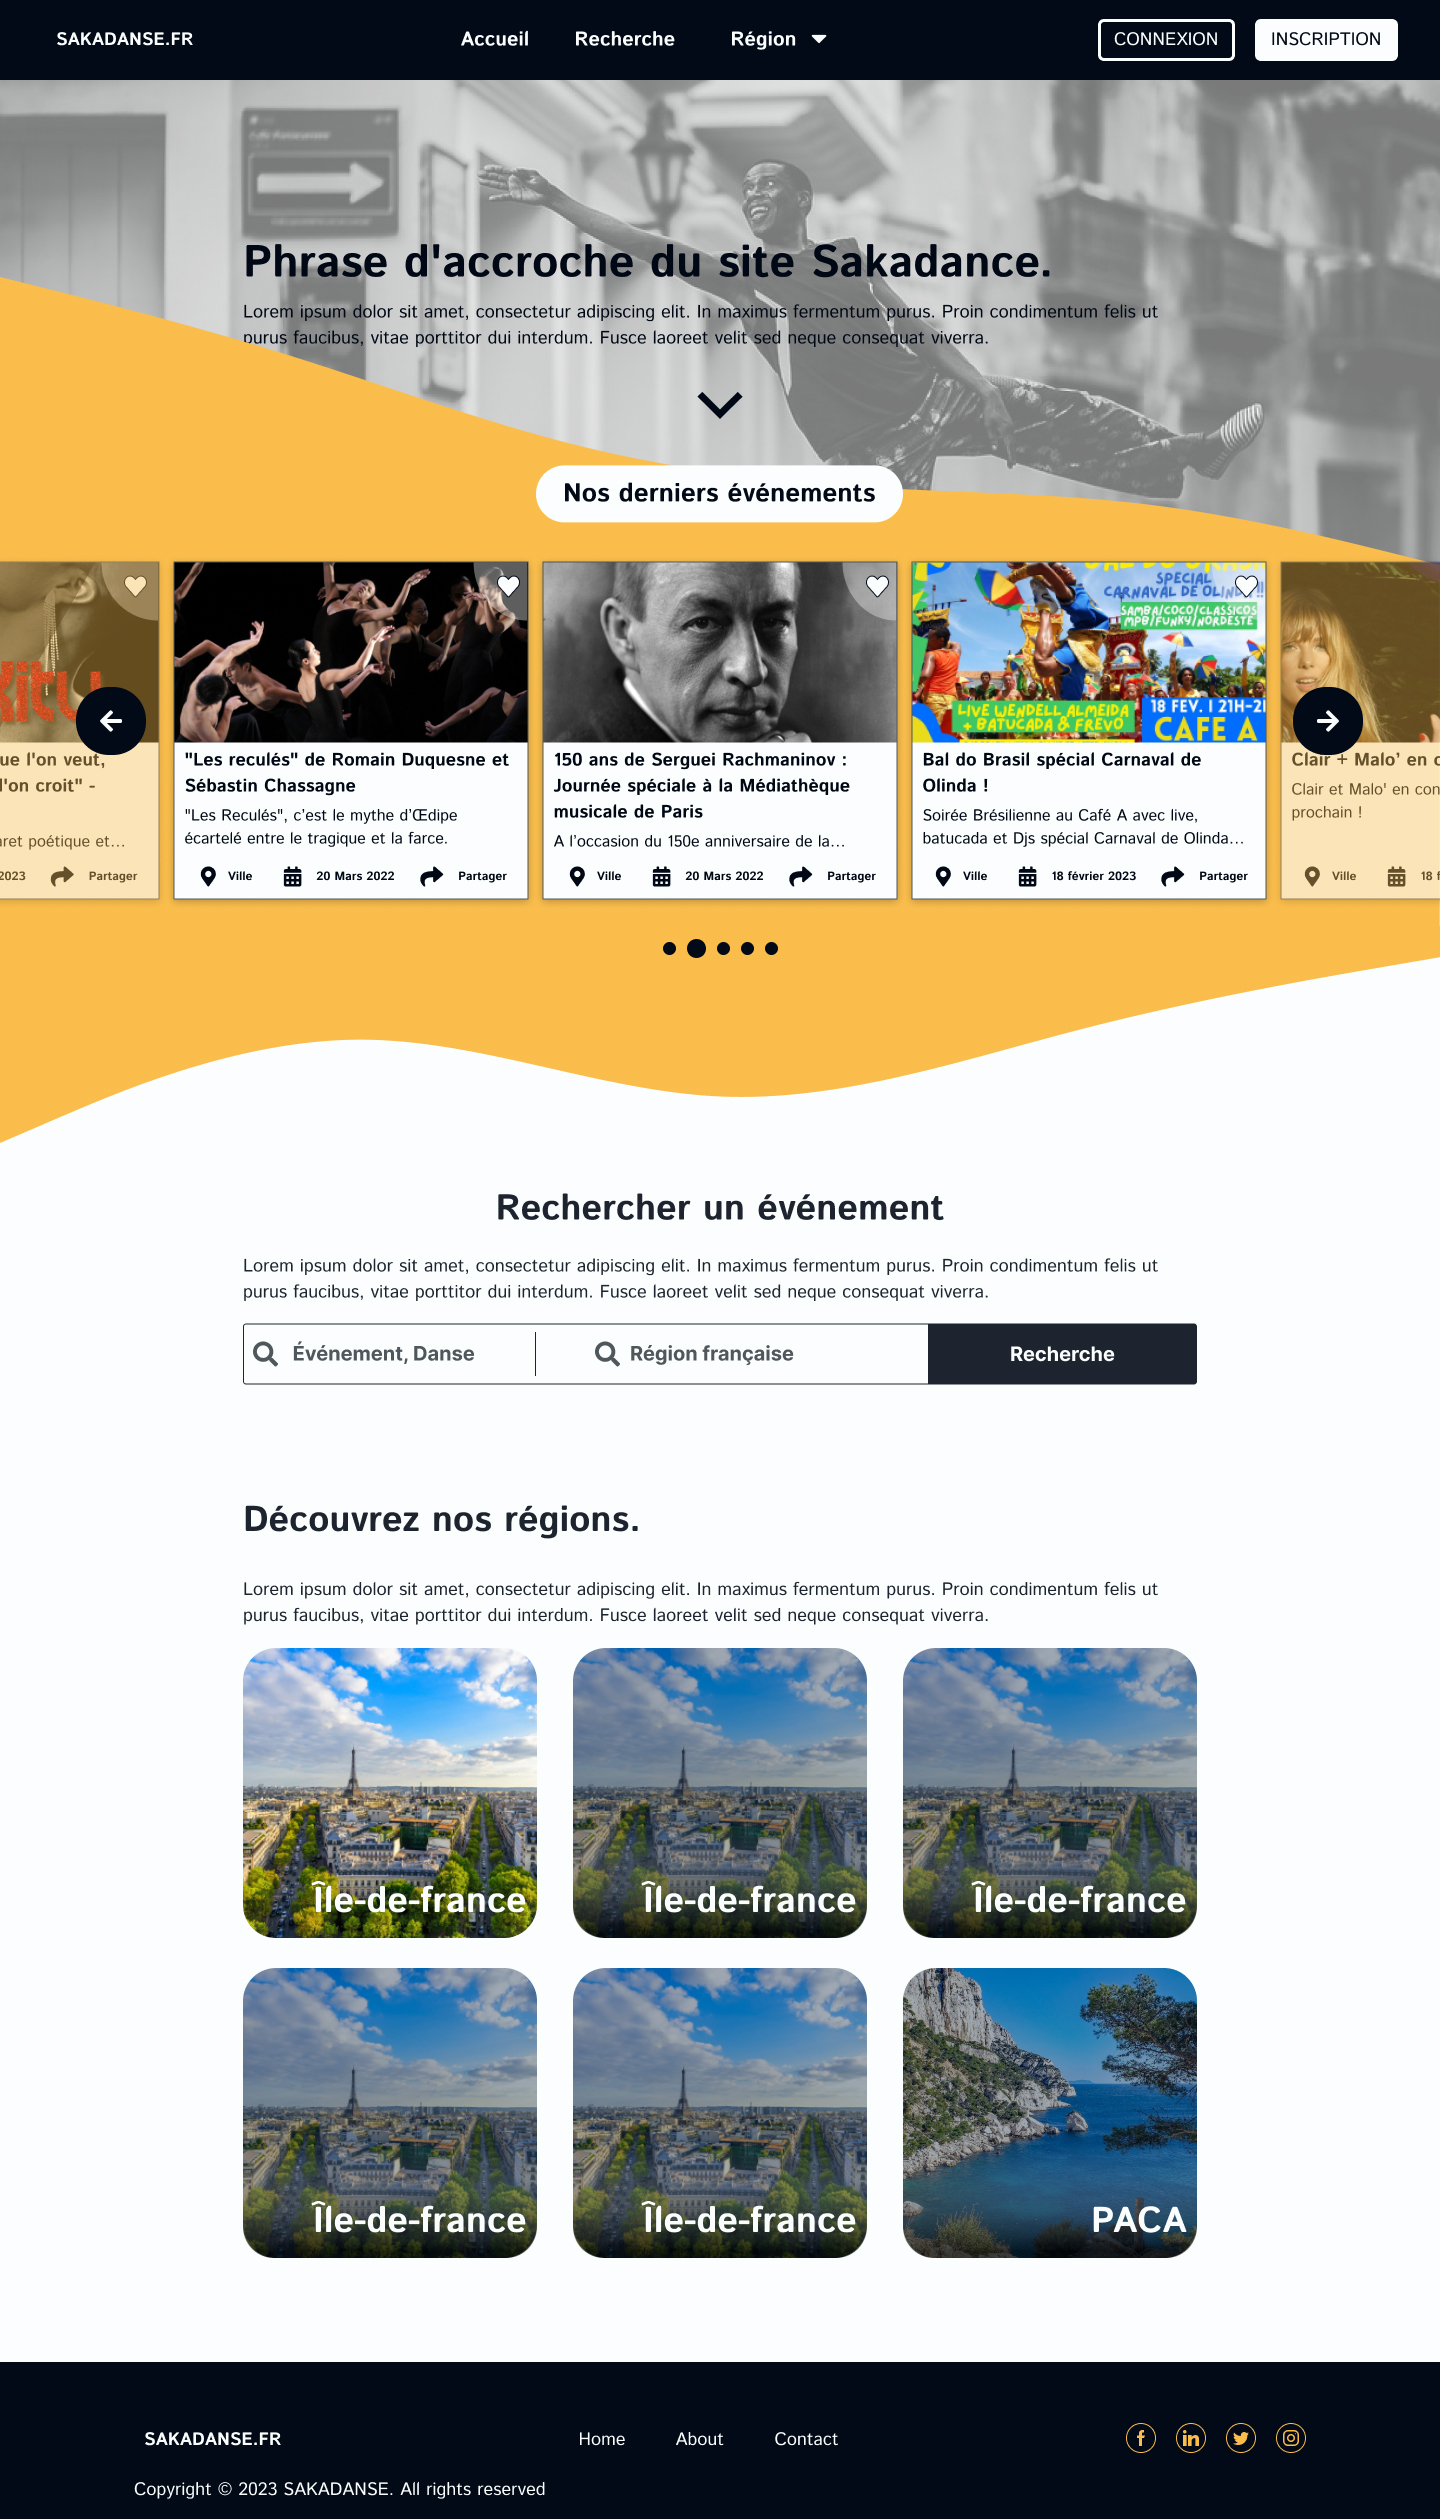 SAKADANSE.FR
Accueil
Recherche
Région
CONNEXION
INSCRIPTION
Phrase d'accroche du site Sakadance.
Lorem ipsum dolor sit amet, consectetur adipiscing elit. In maximus fermentum purus. Proin condimentum felis ut
purus faucibus, vitae porttitor dui interdum. Fusce laoreet velit sed neque consequat viverra.
Nos derniers événements
ue l'on veut,
l'on croit" -
ret poétique et...
2023
Partager
"Les reculés" de Romain Duquesne et
Sébastin Chassagne
"Les Reculés", c'est le mythe d'Œdipe
écartelé entre le tragique et la farce.
Ville
20 Mars 2022
Partager
150 ans de Serguei Rachmaninov :
Journée spéciale à la Médiathèque
musicale de Paris
A l'occasion du 150e anniversaire de la...
Ville
20 Mars 2022
Partager
BAL DO BRASIL
SPECIAL
CARNAVAL DE OLINDA!!
SAMBA/COCO/CLASSICOS
MPB/FUNKY/NORDESTE
LIVE WENDELL ALMEIDA
+ BATUCADA & FREVO
18 FEV. I 21H-2
CAFE A
Bal do Brasil spécial Carnaval de
Olinda !
Soirée Brésilienne au Café A avec live,
batucada et Djs spécial Carnaval de Olinda...
Ville
18 février 2023
Partager
Clair + Malo' en c
Clair et Malo' en con
prochain !
Ville
18 f
Rechercher un événement
Lorem ipsum dolor sit amet, consectetur adipiscing elit. In maximus fermentum purus. Proin condimentum felis ut
purus faucibus, vitae porttitor dui interdum. Fusce laoreet velit sed neque consequat viverra.
Événement, Danse
Région française
Recherche
Découvrez nos régions.
Lorem ipsum dolor sit amet, consectetur adipiscing elit. In maximus fermentum purus. Proin condimentum felis ut
purus faucibus, vitae porttitor dui interdum. Fusce laoreet velit sed neque consequat viverra.
Île-de-france
Île-de-france
Île-de-france
Île-de-france
Île-de-france
PACA
SAKADANSE.FR
Home
About
Contact
Copyright © 2023 SAKADANSE. All rights reserved